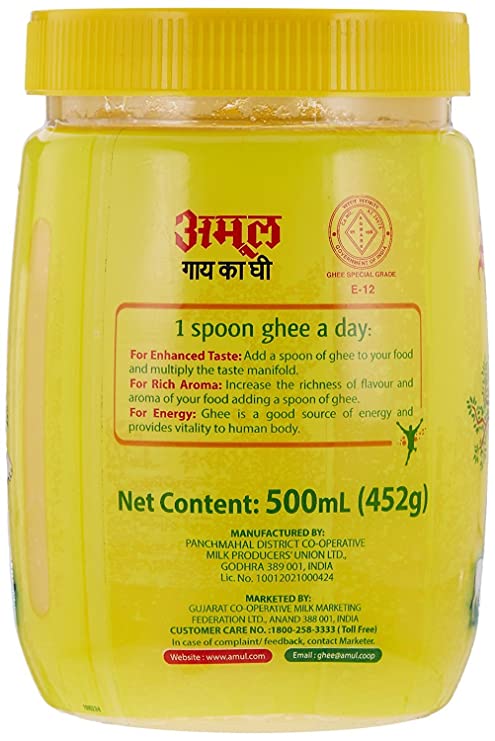 अमूल
गाय का घी
GOVERNMENT OF INDIA
GHEE SPECIAL GRADE
E-12
1 spoon ghee a day:
For Enhanced Taste: Add a spoon of ghee to your food
and multiply the taste manifold.
For Rich Aroma: Increase the richness of flavour and
aroma of your food adding a spoon of ghee.
For Energy: Ghee is a good source of energy and
provides vitality to human body.
Net Content: 500mL (452g)
MANUFACTURED BY:
PANCHMAHAL DISTRICT CO-OPERATIVE
MILK PRODUCERS' UNION LTD.,
GODHRA 389 001, INDIA
Lic. No. 10012021000424
MARKETED BY:
GUJARAT CO-OPERATIVE MILK MARKETING
FEDERATION LTD., ANAND 388 001, INDIA
CUSTOMER CARE NO. :1800-258-3333 ( Toll Free)
In case of complaint/ feedback, contact Marketer.
Website : www.amul.com
Email : ghee@amul.coop